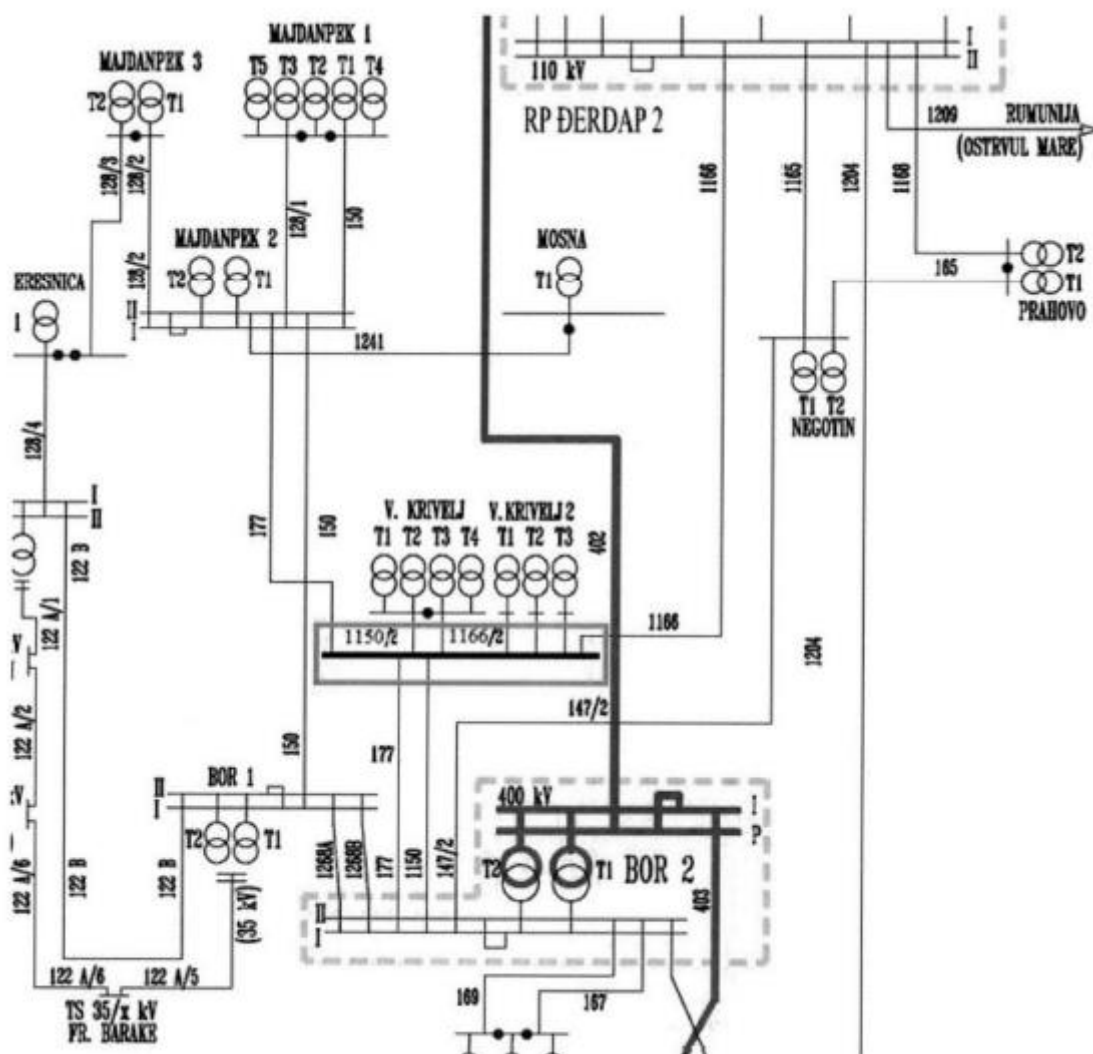 MAJDANPEK 1
MAJDANPEK 3
T5 T3 T2 T1 T4
T2 T1
I
II
110 kV
RP ĐERDAP 2
1209
RUMUNIJA
(OSTRVUL MARE)
128/3
128/2
128/1
150
1166
1165
1204
1168
MAJDANPEK 2
T2 T1
MOSNA
T1
128/2
II
I
165
T2
T1
PRAHOVO
ERESNICA
I
1241
T1 T2
NEGOTIN
128/4
I
II
177
150
V. KRIVELJ
T1 T2 T3 T4
V.KRIVELJ 2
T1 T2 T3
402
122 B
122 A/1
1150/2
1166/2
1166
1204
147/2
122 A/2
150
177
II
I
BOR 1
T2 T1
400 kV
I
P
122 A/6
122 B
122 B
(35 kV)
1268A
1268B
177
1150
147/2
T2 T1
BOR 2
403
II
I
122 A/6
122 A/5
TS 35/x kV
FR. BARAKE
169
167